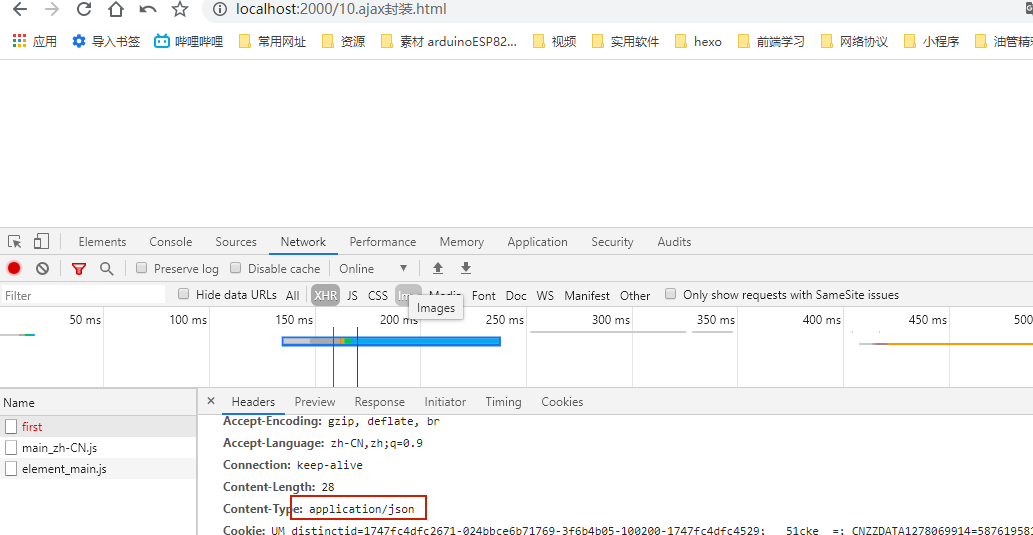 localhost:2000/10.ajax封装.html
应用 导入书签 哔哩哔哩 常用网址 资源 素材 arduinoESP82... 视频 实用软件 hexo 前端学习 网络协议 小程序 油管精彩
Elements Console Sources Network Performance Memory Application Security Audits
Preserve log Disable cache Online
Filter Hide data URLs All XHR JS CSS Img Media Font Doc WS Manifest Other Only show requests with SameSite issues
Images
50 ms 100 ms 150 ms 200 ms 250 ms 300 ms 350 ms 400 ms 450 ms 500
Name × Headers Preview Response Initiator Timing Cookies
first
main_zh-CN.js
element_main.js
Accept-Encoding: gzip, deflate, br
Accept-Language: zh-CN,zh;q=0.9
Connection: keep-alive
Content-Length: 28
Content-Type: application/json
Cookie: UM_distinctid=1747fc4dfc2671-024bbce6b71769-3f6b4b05-100200-1747fc4dfc4529; __51cke__=; CNZZDATA1278069914=58761958